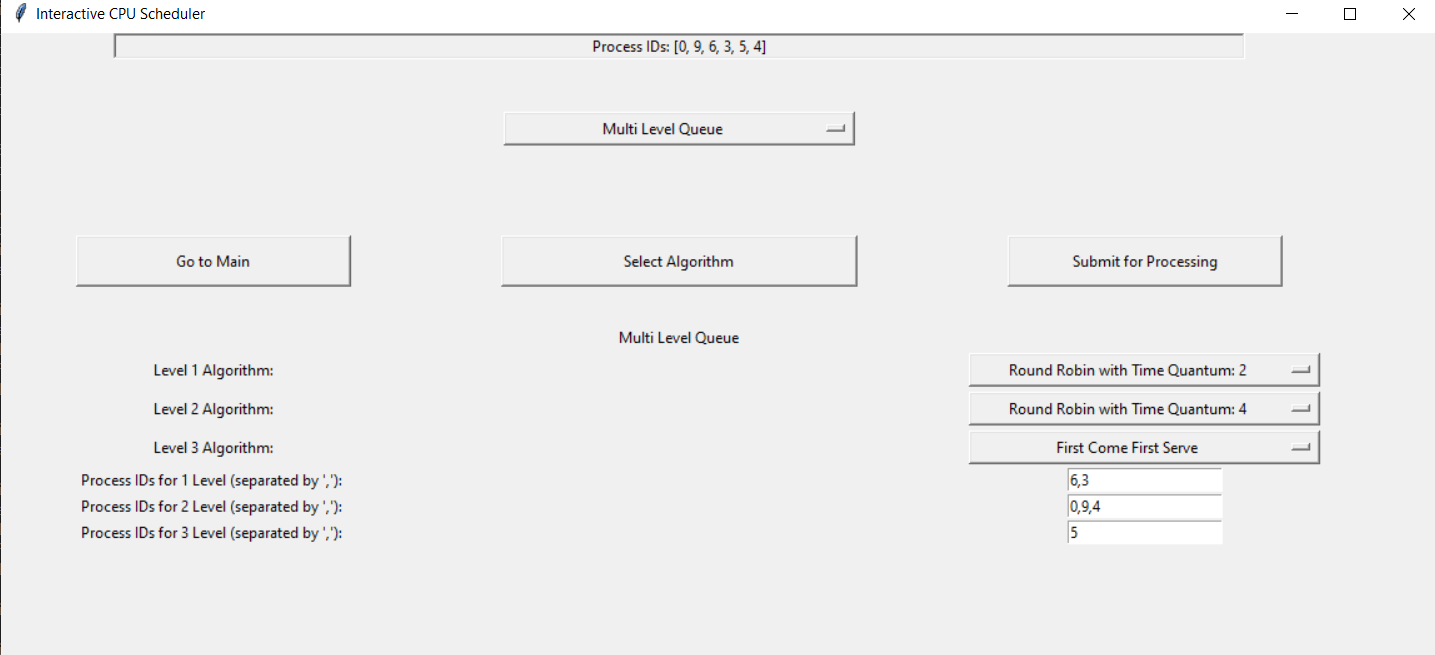 Interactive CPU Scheduler
Process IDs: [0, 9, 6, 3, 5, 4]
Multi Level Queue
Go to Main
Select Algorithm
Submit for Processing
Multi Level Queue
Level 1 Algorithm:
Round Robin with Time Quantum: 2
Level 2 Algorithm:
Round Robin with Time Quantum: 4
Level 3 Algorithm:
First Come First Serve
Process IDs for 1 Level (separated by ','):
6,3
Process IDs for 2 Level (separated by ','):
0,9,4
Process IDs for 3 Level (separated by ','):
5